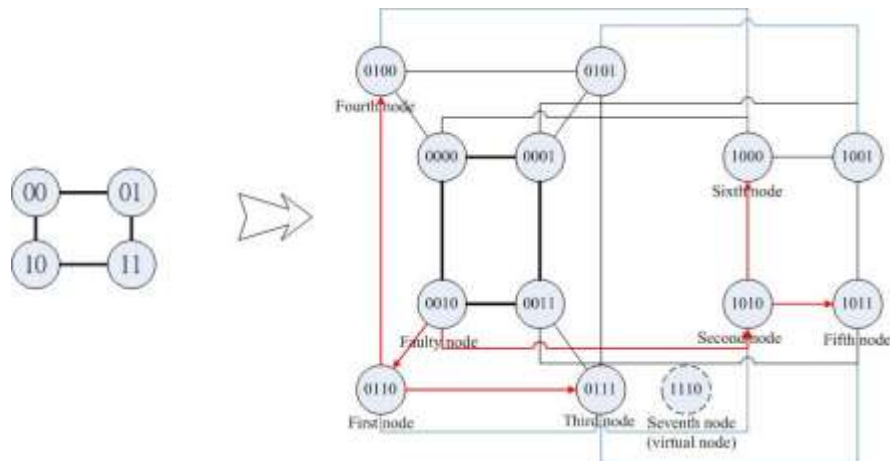 0100
0101
Fourth node
0000
0001
1000
1001
Sixth node
00
01
10
11
0010
0011
1010
1011
Faulty node
Second node
Fifth node
0110
0111
1110
First node
Third node
Seventh node
(virtual node)